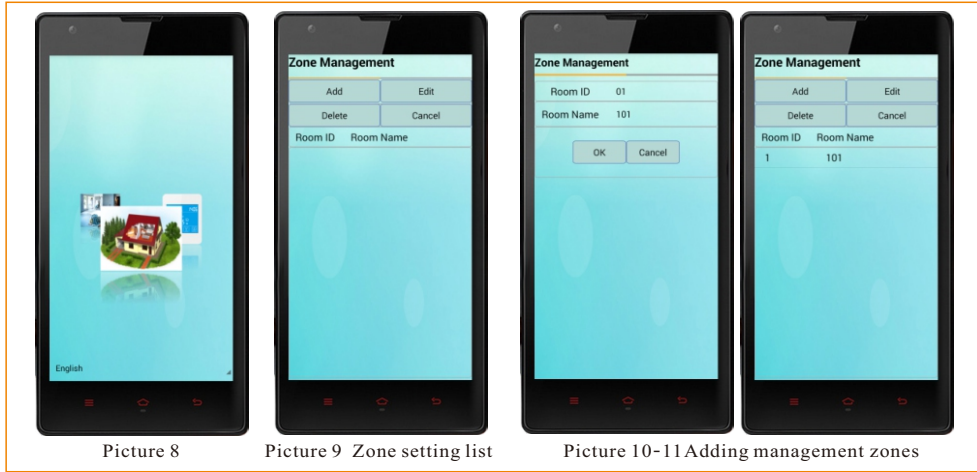 English
Picture 8
Zone Management
Add Edit
Delete Cancel
Room ID Room Name
Picture 9 Zone setting list
Zone Management
Room ID 01
Room Name 101
OK Cancel
Zone Management
Add Edit
Delete Cancel
Room ID Room Name
1 101
Picture 10-11Adding management zones